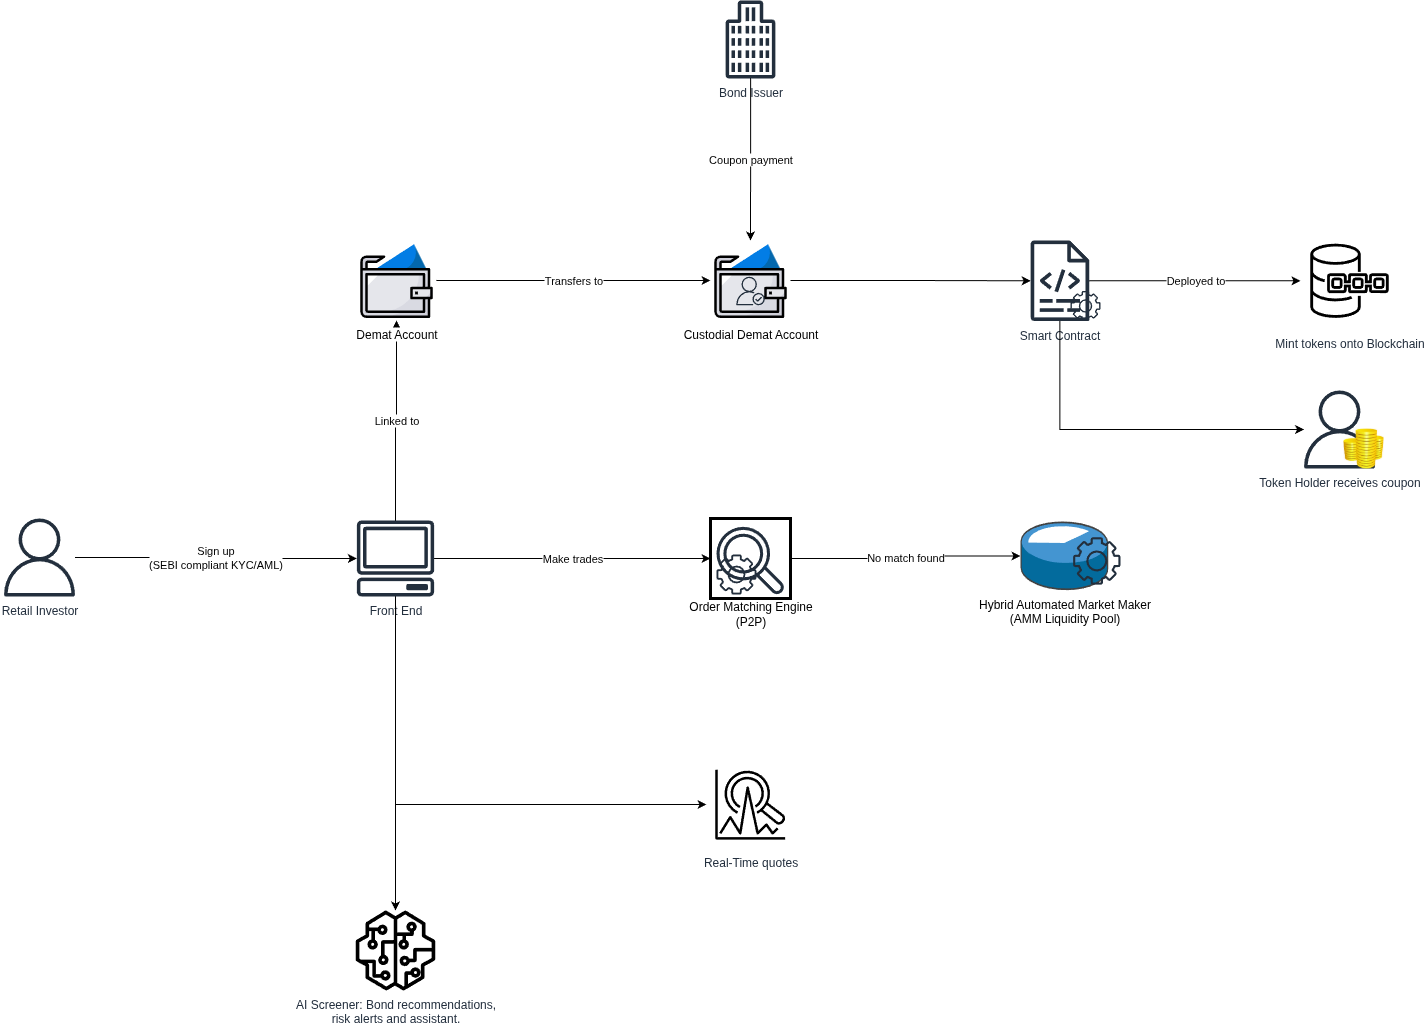 Bond Issuer
Coupon payment
Transfers to
Deployed to
Demat Account
Custodial Demat Account
Smart Contract
Mint tokens onto Blockchain
Linked to
Token Holder receives coupon
Sign up
(SEBI compliant KYC/AML)
Make trades
No match found
Retail Investor
Front End
Order Matching Engine
(P2P)
Hybrid Automated Market Maker
(AMM Liquidity Pool)
Real-Time quotes
AI Screener: Bond recommendations,
risk alerts and assistant.